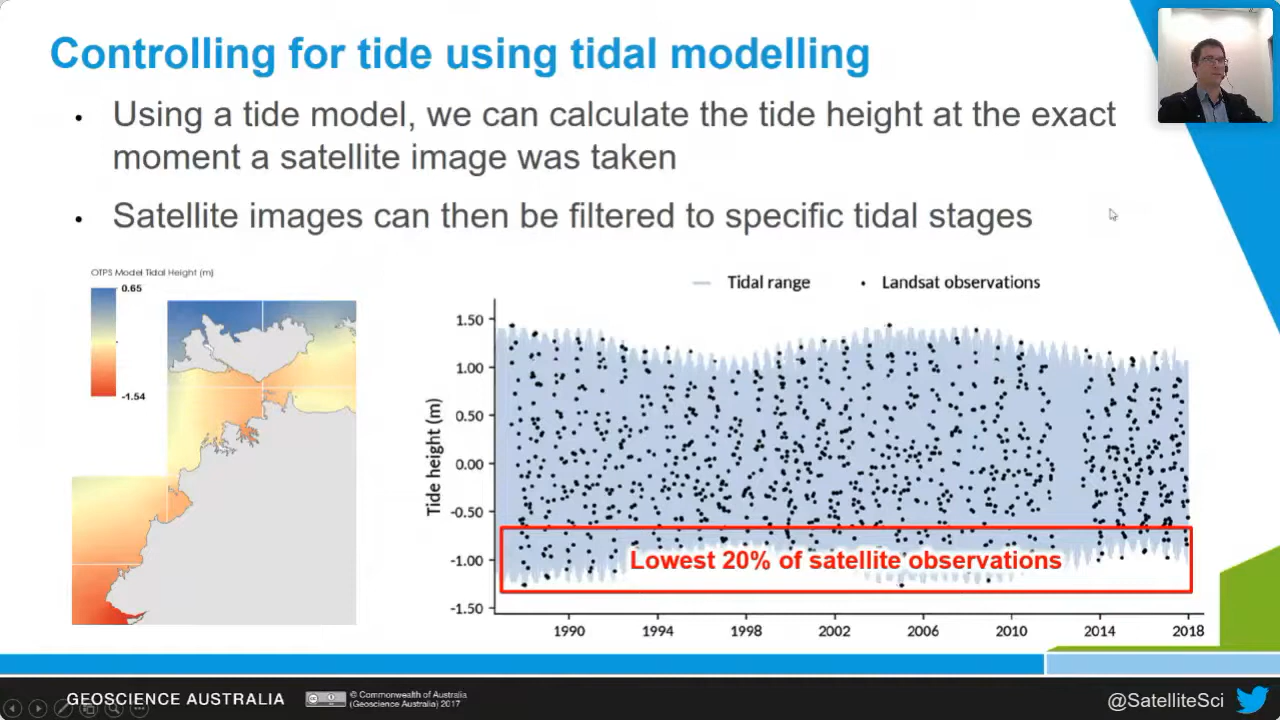 Controlling for tide using tidal modelling
• Using a tide model, we can calculate the tide height at the exact
moment a satellite image was taken
• Satellite images can then be filtered to specific tidal stages
OTPS Model Tidal Height (m)
0.65
-1.54
Tidal range
Landsat observations
Tide height (m)
1.50
1.00
0.50
0.00
-0.50
-1.00
-1.50
Lowest 20% of satellite observations
1990 1994 1998 2002 2006 2010 2014 2018
GEOSCIENCE AUSTRALIA
© Commonwealth of Australia
(Geoscience Australia) 2017
@SatelliteSci